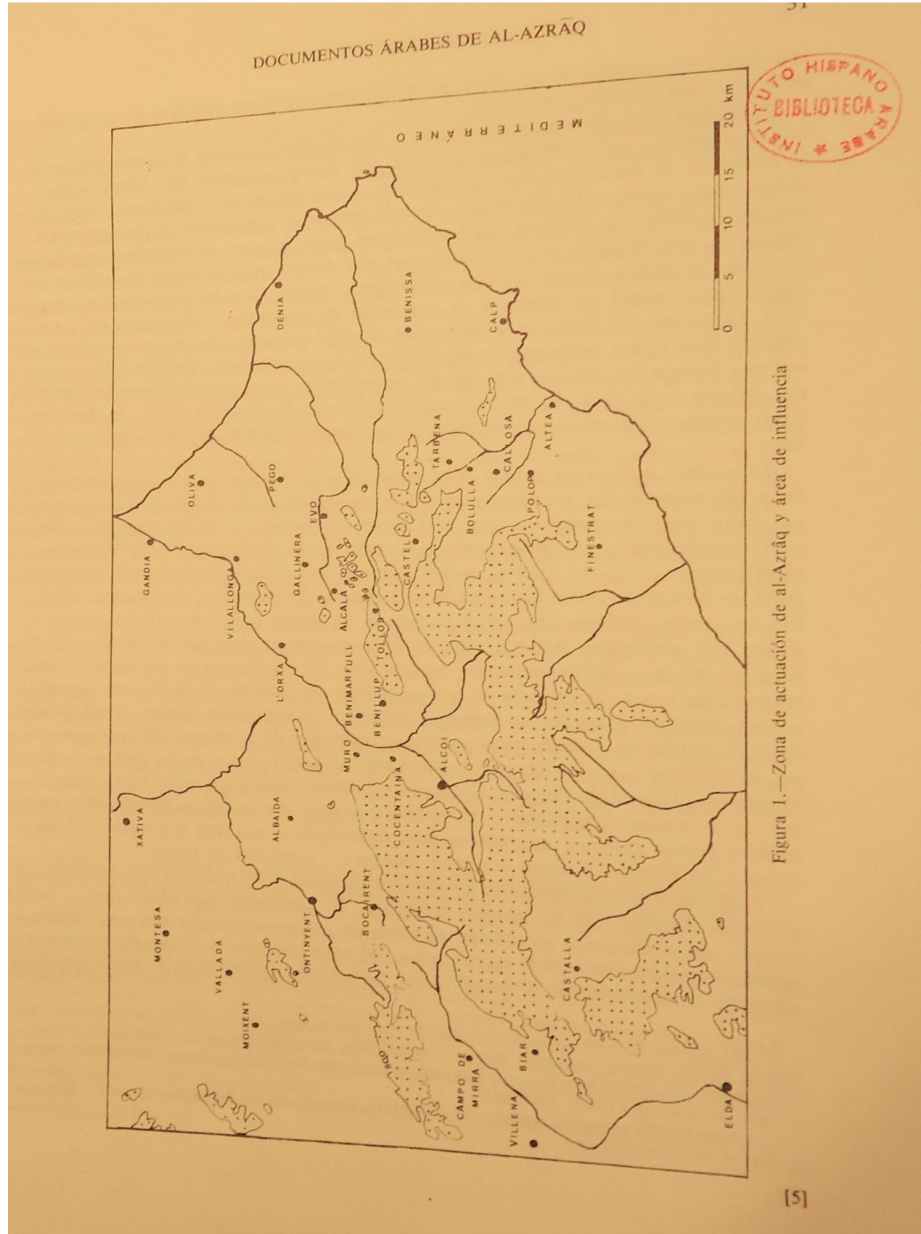 31
DOCUMENTOS ÁRABES DE AL-AZRĀQ
INSTITUTO HISPANO ARABE ★
BIBLIOTECA
MEDITERRÁNEO
GANDIA
OLIVA
DENIA
PEGO
VILALLONGA
GALLINERA
EVO
XATIVA
L'ORXA
ALCALÀ
BENISSA
MONTESA
ALBAIDA
BENIMARFULL
TOLLOS
BENILLUP
MURO
CASTEL
TARBENA
CALP
VALLADA
ONTINYENT
BOCAIRENT
COCENTAINA
ALCOI
BOLULLA
CALLOSA
POLOP
ALTEA
MOIXENT
FINESTRAT
CAMPO DE
MIRRA
BIAR
CASTALLA
VILLENA
ELDA
0 5 10 15 20 km
Figura 1.—Zona de actuación de al-Azrâq y área de influencia
[5]